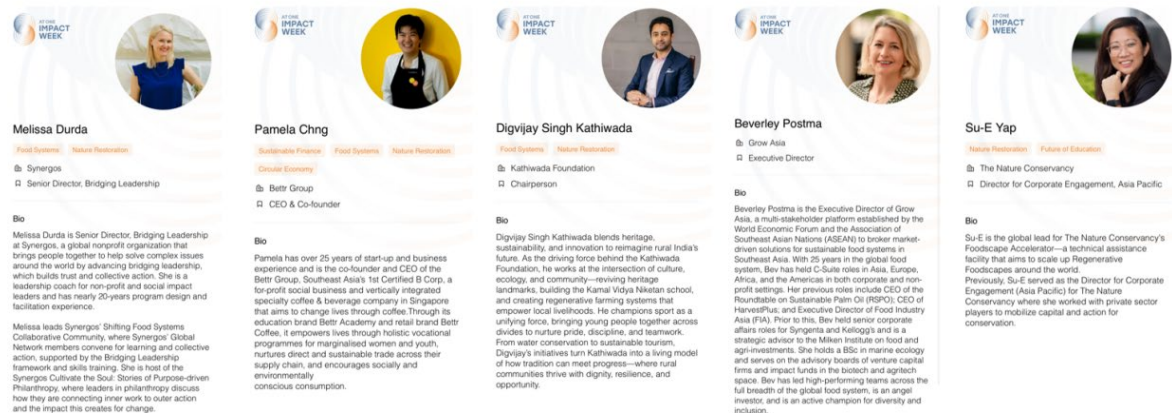 AT ONE
IMPACT
WEEK
Melissa Durda
Food Systems
Nature Restoration
Synergos
Senior Director, Bridging Leadership
Bio
Melissa Durda is Senior Director, Bridging Leadership
at Synergos, a global nonprofit organization that
brings people together to help solve complex issues
around the world by advancing bridging leadership,
which builds trust and collective action. She is a
leadership coach for non-profit and social impact
leaders and has nearly 20-years program design and
facilitation experience.
Melissa leads Synergos' Shifting Food Systems
Collaborative Community, where Synergos' Global
Network members convene for learning and collective
action, supported by the Bridging Leadership
framework and skills training. She is host of the
Synergos Cultivate the Soul: Stories of Purpose-driven
Philanthropy, where leaders in philanthropy discuss
how they are connecting inner work to outer action
and the impact this creates for change.
AT ONE
IMPACT
WEEK
Pamela Chng
Sustainable Finance
Food Systems
Nature Restoration
Circular Economy
Bettr Group
CEO & Co-founder
Bio
Pamela has over 25 years of start-up and business
experience and is the co-founder and CEO of the
Bettr Group, Southeast Asia's 1st Certified B Corp, a
for-profit social business and vertically integrated
specialty coffee & beverage company in Singapore
that aims to change lives through coffee.Through its
education brand Bettr Academy and retail brand Bettr
Coffee, it empowers lives through holistic vocational
programmes for marginalised women and youth,
nurtures direct and sustainable trade across their
supply chain, and encourages socially and
environmentally
conscious consumption.
AT ONE
IMPACT
WEEK
Digvijay Singh Kathiwada
Food Systems
Nature Restoration
Kathiwada Foundation
Chairperson
Bio
Digvijay Singh Kathiwada blends heritage,
sustainability, and innovation to reimagine rural India's
future. As the driving force behind the Kathiwada
Foundation, he works at the intersection of culture,
ecology, and community—reviving heritage
landmarks, building the Kamal Vidya Niketan school,
and creating regenerative farming systems that
empower local livelihoods. He champions sport as a
unifying force, bringing young people together across
divides to nurture pride, discipline, and teamwork.
From water conservation to sustainable tourism,
Digvijay's initiatives turn Kathiwada into a living model
of how tradition can meet progress—where rural
communities thrive with dignity, resilience, and
opportunity.
AT ONE
IMPACT
WEEK
Beverley Postma
Grow Asia
Executive Director
Bio
Beverley Postma is the Executive Director of Grow
Asia, a multi-stakeholder platform established by the
World Economic Forum and the Association of
Southeast Asian Nations (ASEAN) to broker market-
driven solutions for sustainable food systems in
Southeast Asia. With 25 years in the global food
system, Bev has held C-Suite roles in Asia, Europe,
Africa, and the Americas in both corporate and non-
profit settings. Her previous roles include CEO of the
Roundtable on Sustainable Palm Oil (RSPO); CEO of
HarvestPlus; and Executive Director of Food Industry
Asia (FIA). Prior to this, Bev held senior corporate
affairs roles for Syngenta and Kellogg's and is a
strategic advisor to the Milken Institute on food and
agri-investments. She holds a BSc in marine ecology
and serves on the advisory boards of venture capital
firms and impact funds in the biotech and agritech
space. Bev has led high-performing teams across the
full breadth of the global food system, is an angel
investor, and is an active champion for diversity and
inclusion.
AT ONE
IMPACT
WEEK
Su-E Yap
Nature Restoration
Future of Education
The Nature Conservancy
Director for Corporate Engagement, Asia Pacific
Bio
Su-E is the global lead for The Nature Conservancy's
Foodscape Accelerator—a technical assistance
facility that aims to scale up Regenerative
Foodscapes around the world.
Previously, Su-E served as the Director for Corporate
Engagement (Asia Pacific) for The Nature
Conservancy where she worked with private sector
players to mobilize capital and action for
conservation.